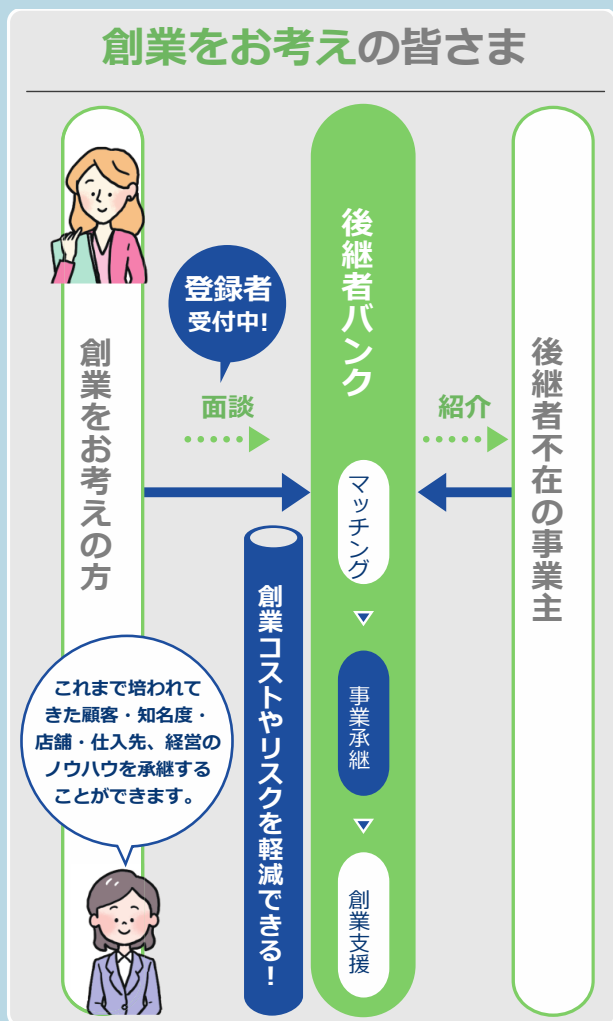 創業をお考えの皆さま
創業をお考えの方
登録者
受付中!
面談
後継者バンク
紹介
後継者不在の事業主
マッチング
事業承継
創業支援
創業コストやリスクを軽減できる!
これまで培われて
きた顧客・知名度・
店舗・仕入先、経営の
ノウハウを承継する
ことができます。